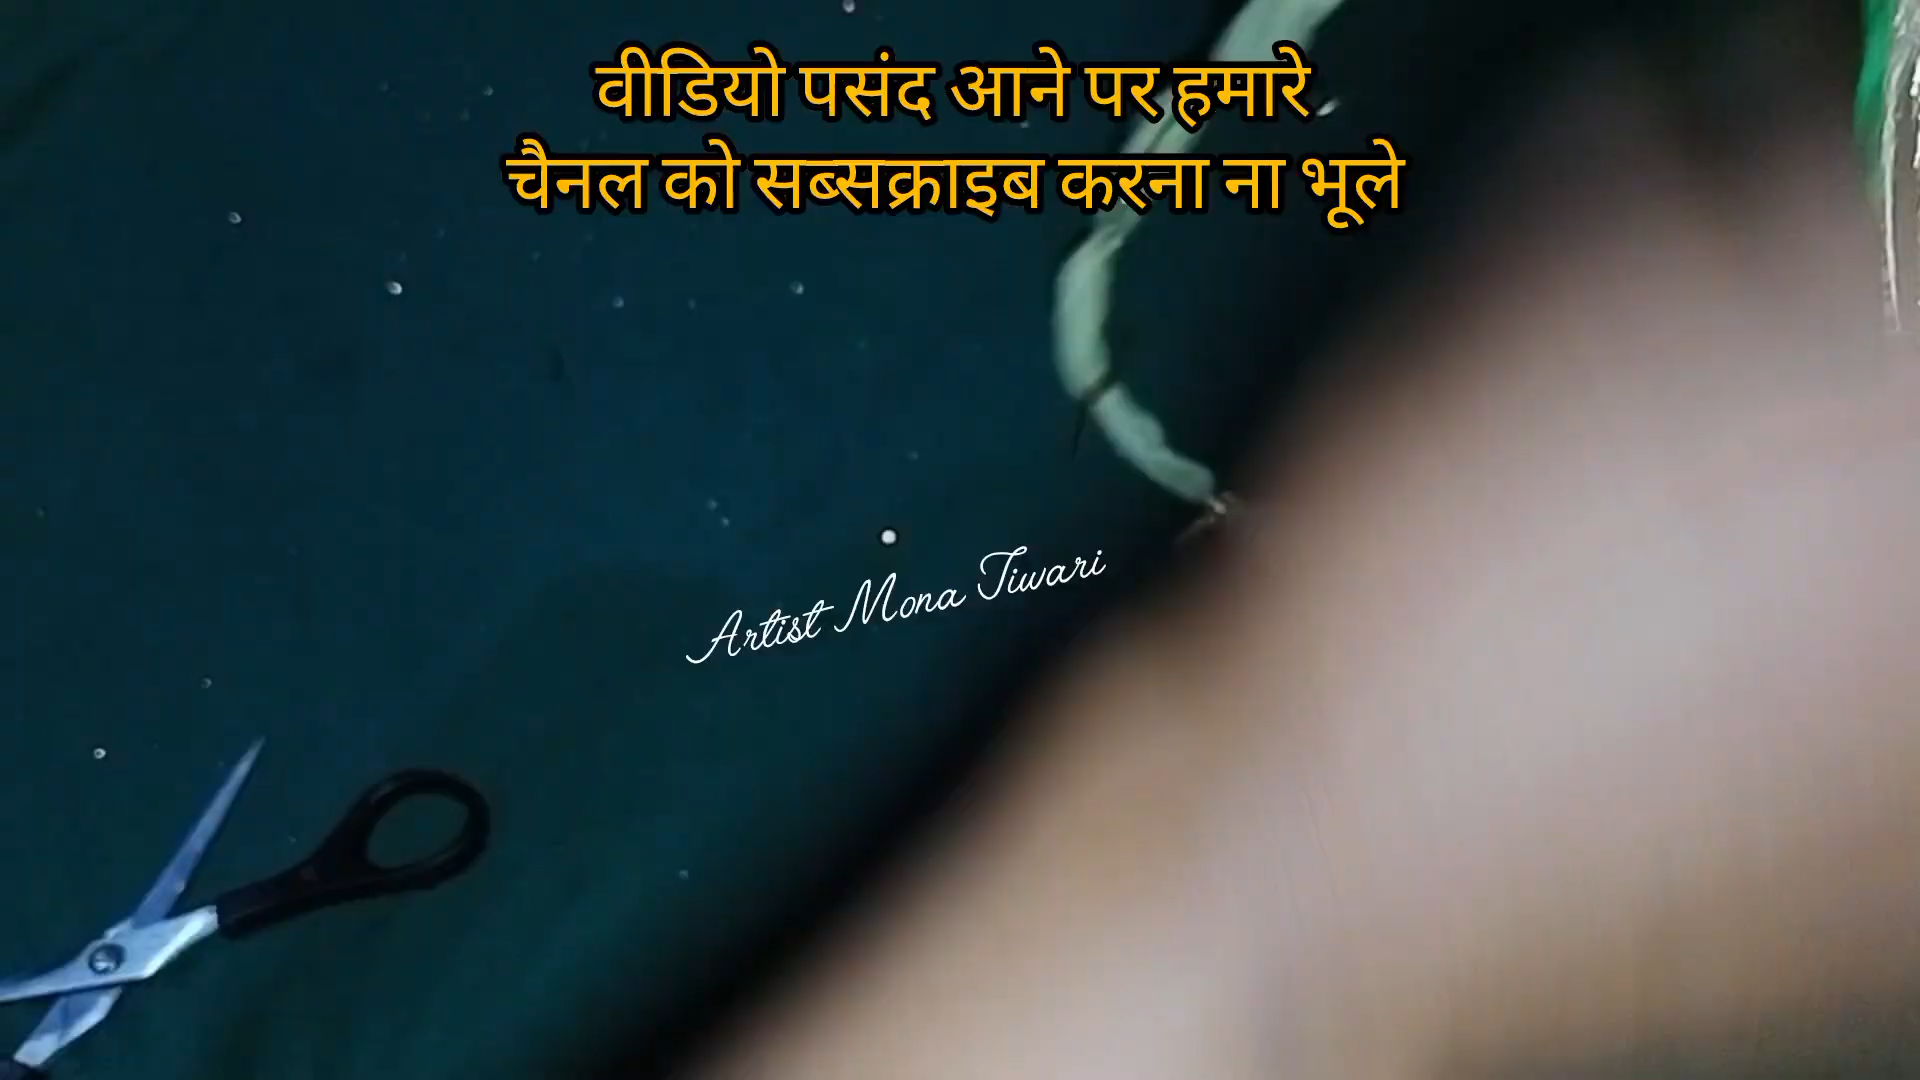 वीडियो पसंद आने पर हमारे
चैनल को सब्सक्राइब करना ना भूले
Artist Mona Tiwari